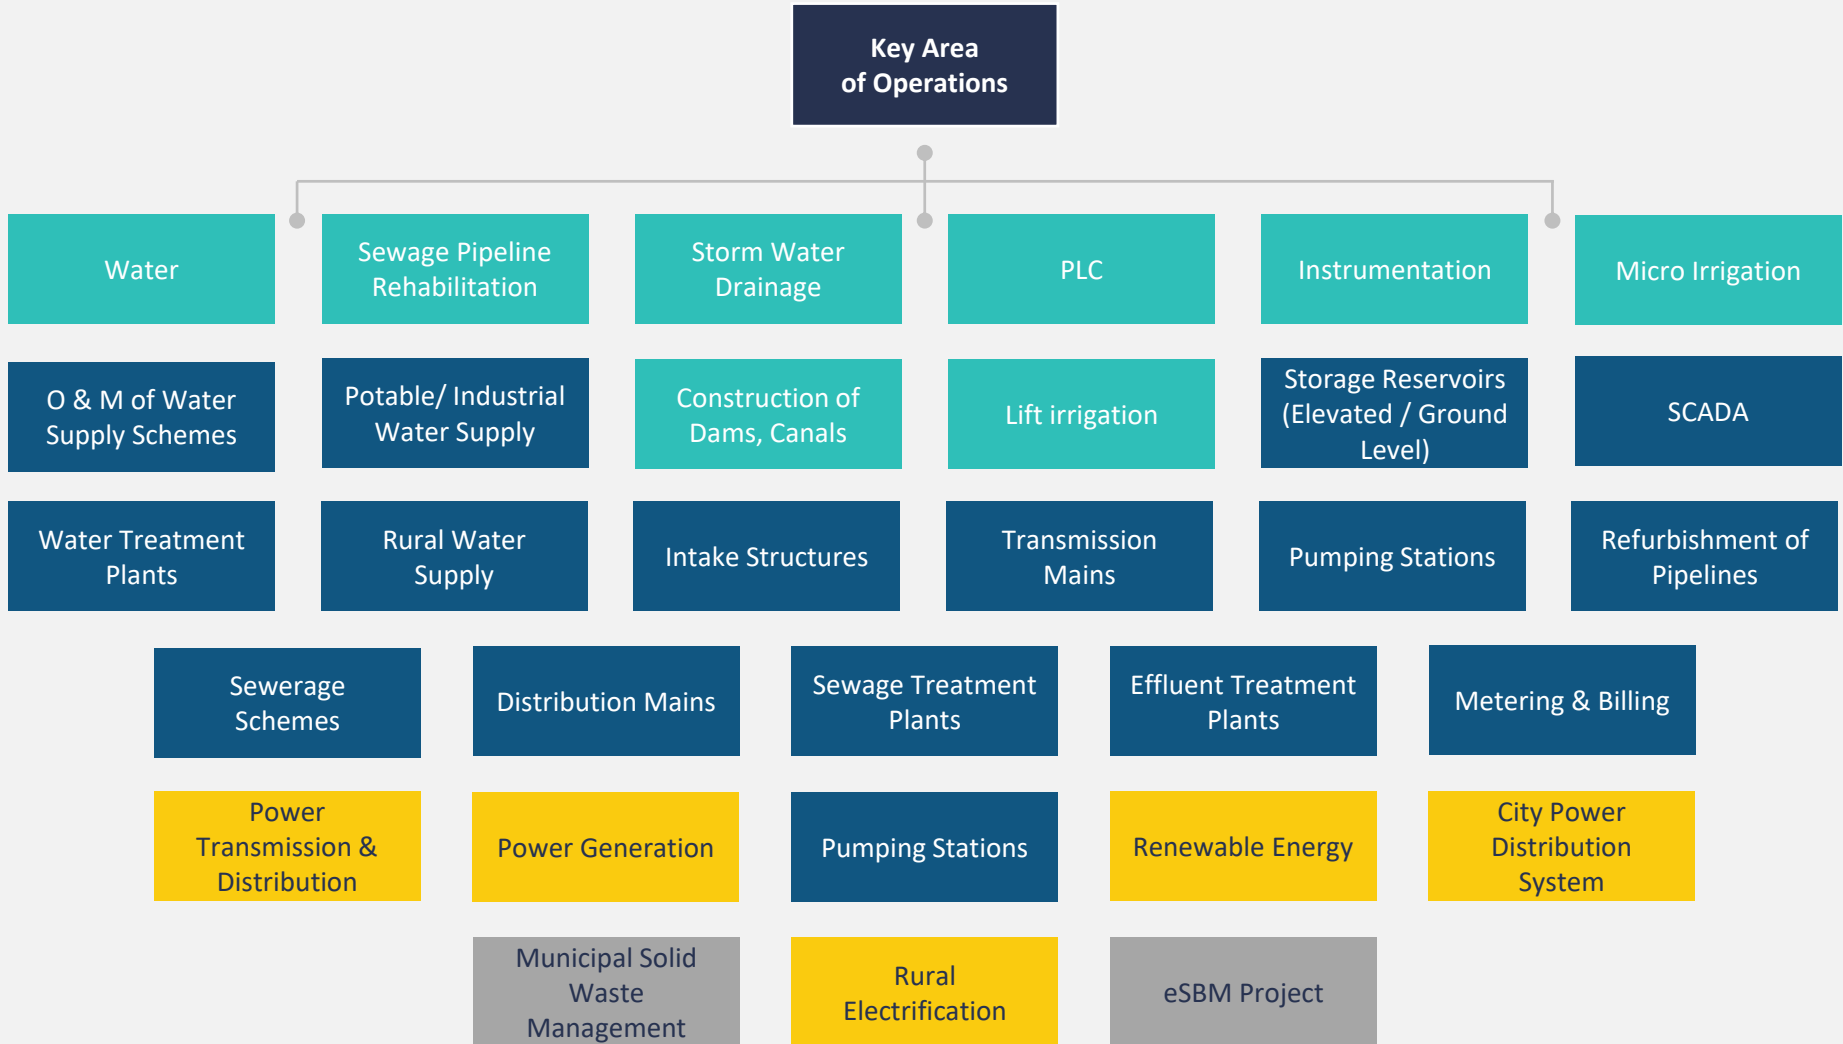 Key Area
of Operations
Water
Sewage Pipeline
Rehabilitation
Storm Water
Drainage
PLC
Instrumentation
Micro Irrigation
O & M of Water
Supply Schemes
Potable/ Industrial
Water Supply
Construction of
Dams, Canals
Lift irrigation
Storage Reservoirs
(Elevated / Ground
Level)
SCADA
Water Treatment
Plants
Rural Water
Supply
Intake Structures
Transmission
Mains
Pumping Stations
Refurbishment of
Pipelines
Sewerage
Schemes
Distribution Mains
Sewage Treatment
Plants
Effluent Treatment
Plants
Metering & Billing
Power
Transmission &
Distribution
Power Generation
Pumping Stations
Renewable Energy
City Power
Distribution
System
Municipal Solid
Waste
Management
Rural
Electrification
eSBM Project